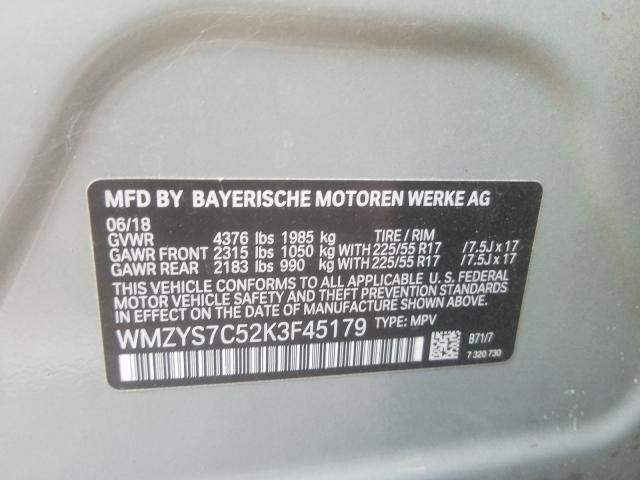 MFD BY BAYERISCHE MOTOREN WERKE AG
06/18
GVWR 4376 lbs 1985 kg TIRE / RIM
GAWR FRONT 2315 lbs 1050 kg WITH 225/55 R17 /7.5J x 17
GAWR REAR 2183 lbs 990 kg WITH 225/55 R17 /7.5J x 17
THIS VEHICLE CONFORMS TO ALL APPLICABLE U. S. FEDERAL
MOTOR VEHICLE SAFETY AND THEFT PREVENTION STANDARDS
IN EFFECT ON THE DATE OF MANUFACTURE SHOWN ABOVE.
WMZYS7C52K3F45179 TYPE: MPV
B71/7
7 320 730